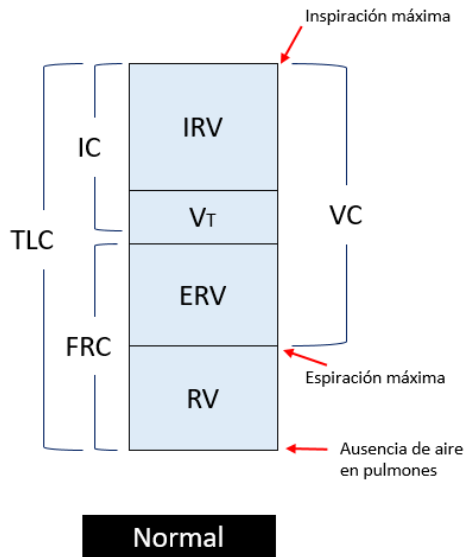 Inspiración máxima
IRV
IC
VT
VC
TLC
ERV
FRC
Espiración máxima
RV
Ausencia de aire
en pulmones
Normal